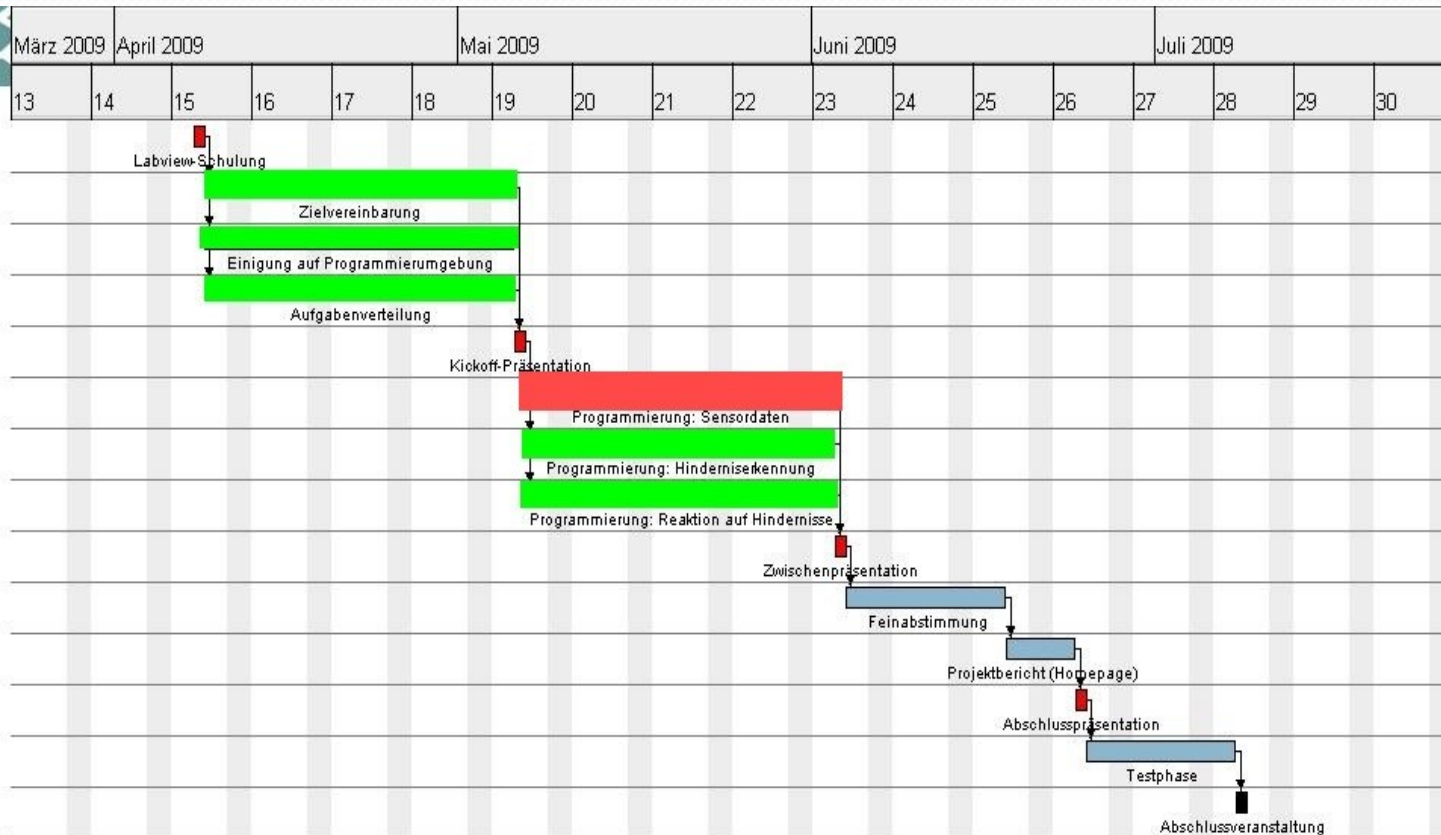 März 2009 April 2009 Mai 2009 Juni 2009 Juli 2009
13 14 15 16 17 18 19 20 21 22 23 24 25 26 27 28 29 30
Labview-Schulung
Zielvereinbarung
Einigung auf Programmierumgebung
Aufgabenverteilung
Kickoff-Präsentation
Programmierung: Sensordaten
Programmierung: Hinderniserkennung
Programmierung: Reaktion auf Hindernisse
Zwischenpräsentation
Feinabstimmung
Projektbericht (Homepage)
Abschlusspräsentation
Testphase
Abschlussveranstaltung